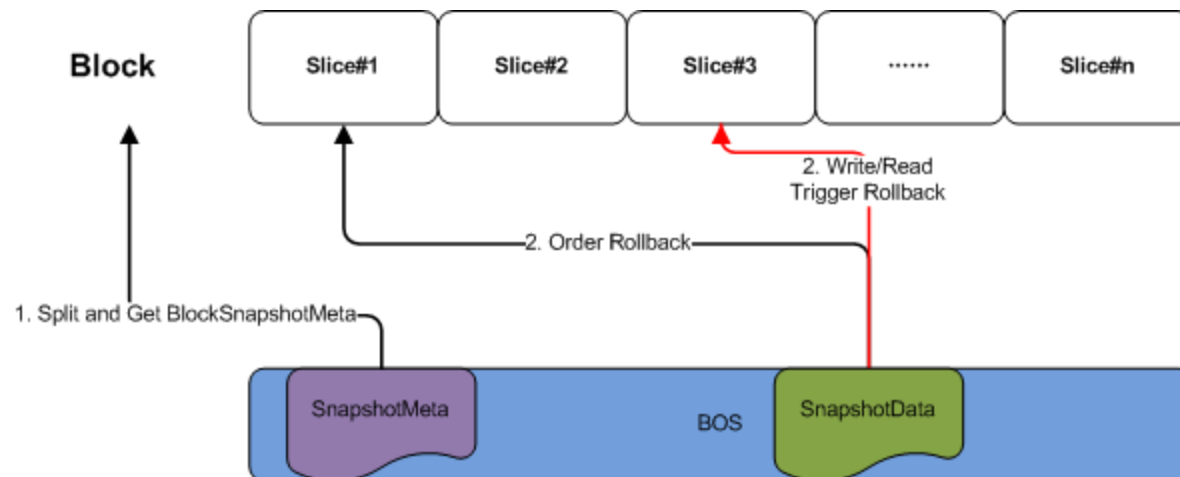 Block
Slice#1
Slice#2
Slice#3
······
Slice#n
2. Write/Read
Trigger Rollback
2. Order Rollback
1. Split and Get BlockSnapshotMeta
SnapshotMeta
BOS
SnapshotData